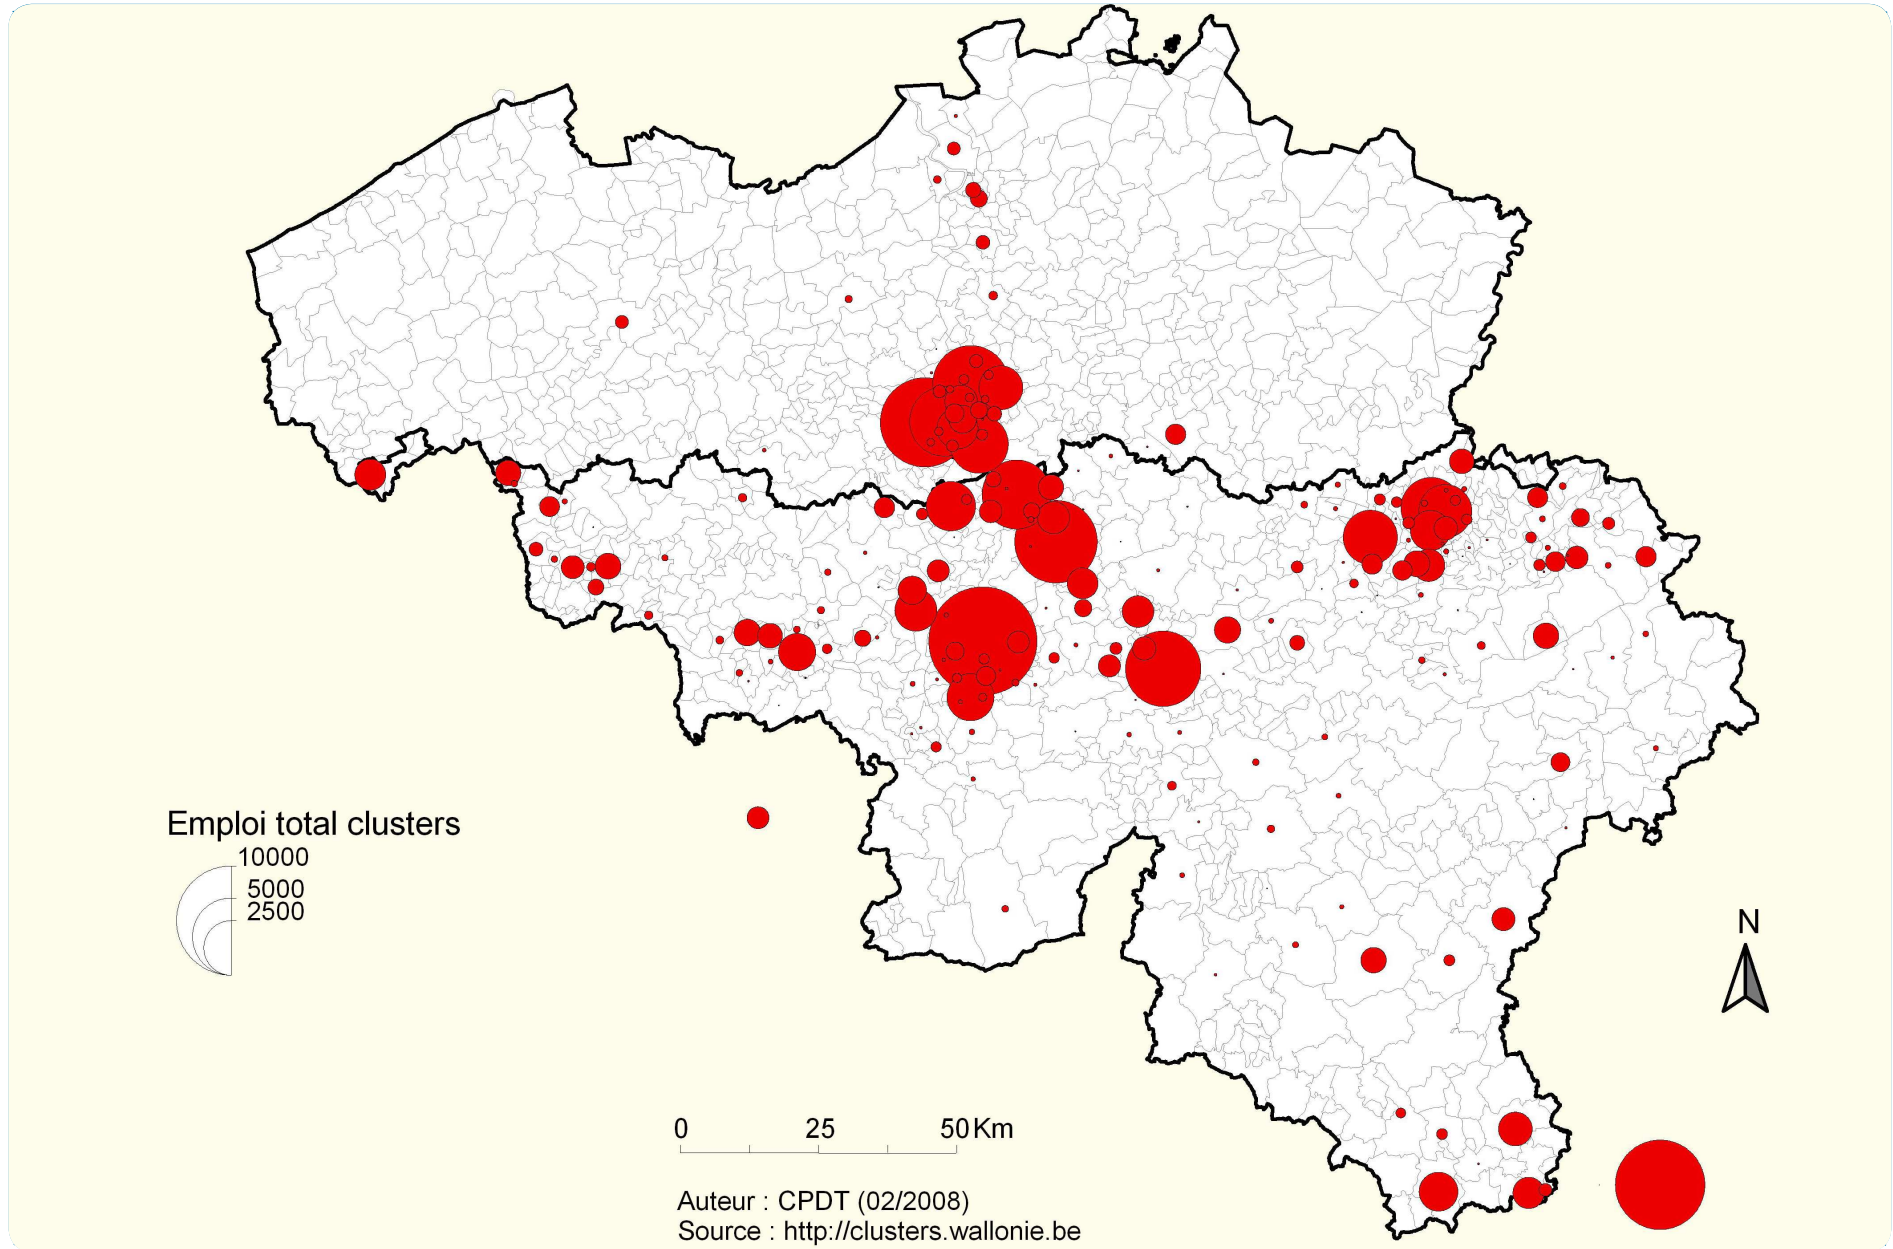 Emploi total clusters
10000
5000
2500
N
0 25 50 Km
Auteur : CPDT (02/2008)
Source : http://clusters.wallonie.be